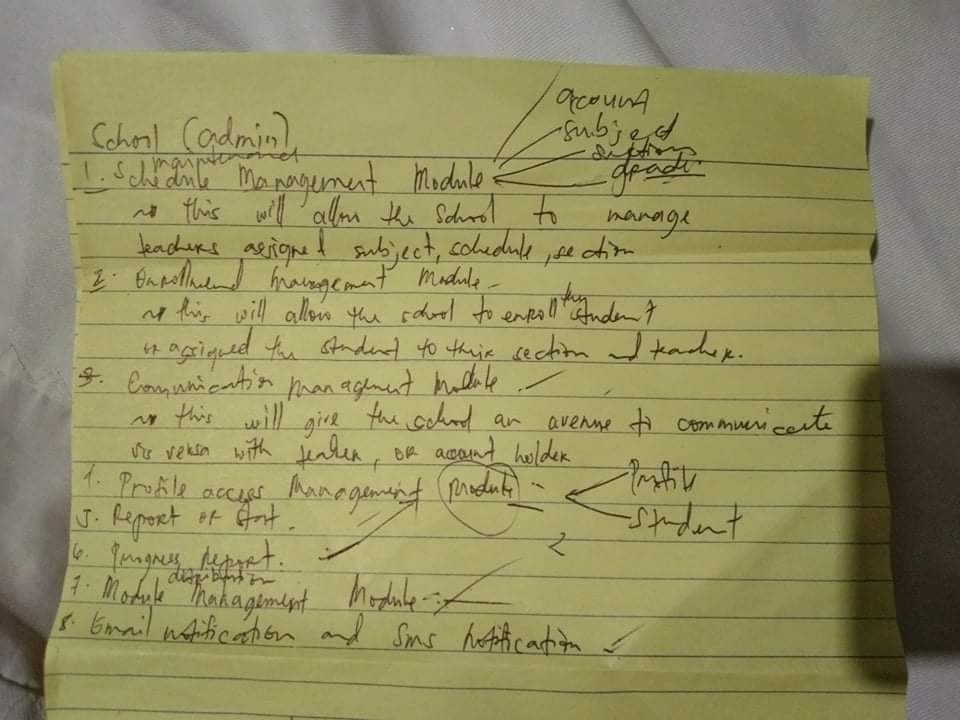 account
subject
section
grade
School (admin)
maintenance
1. Schedule Management Module
this will allow the School to manage
teachers assigned subject, schedule, section
2. Enrollment Management Module -
the
this will allow the school to enroll student
or assigned the student to their section and teacher.
3. Communication Management Module
this will give the school an avenue to communicate
vis versa with teacher, or account holder
4. Profile access Management Module -
Profile
5. Report or
Student
6. Progress Report.
distribution
7. Module Management Module -
8. Email notification and Sms Notification